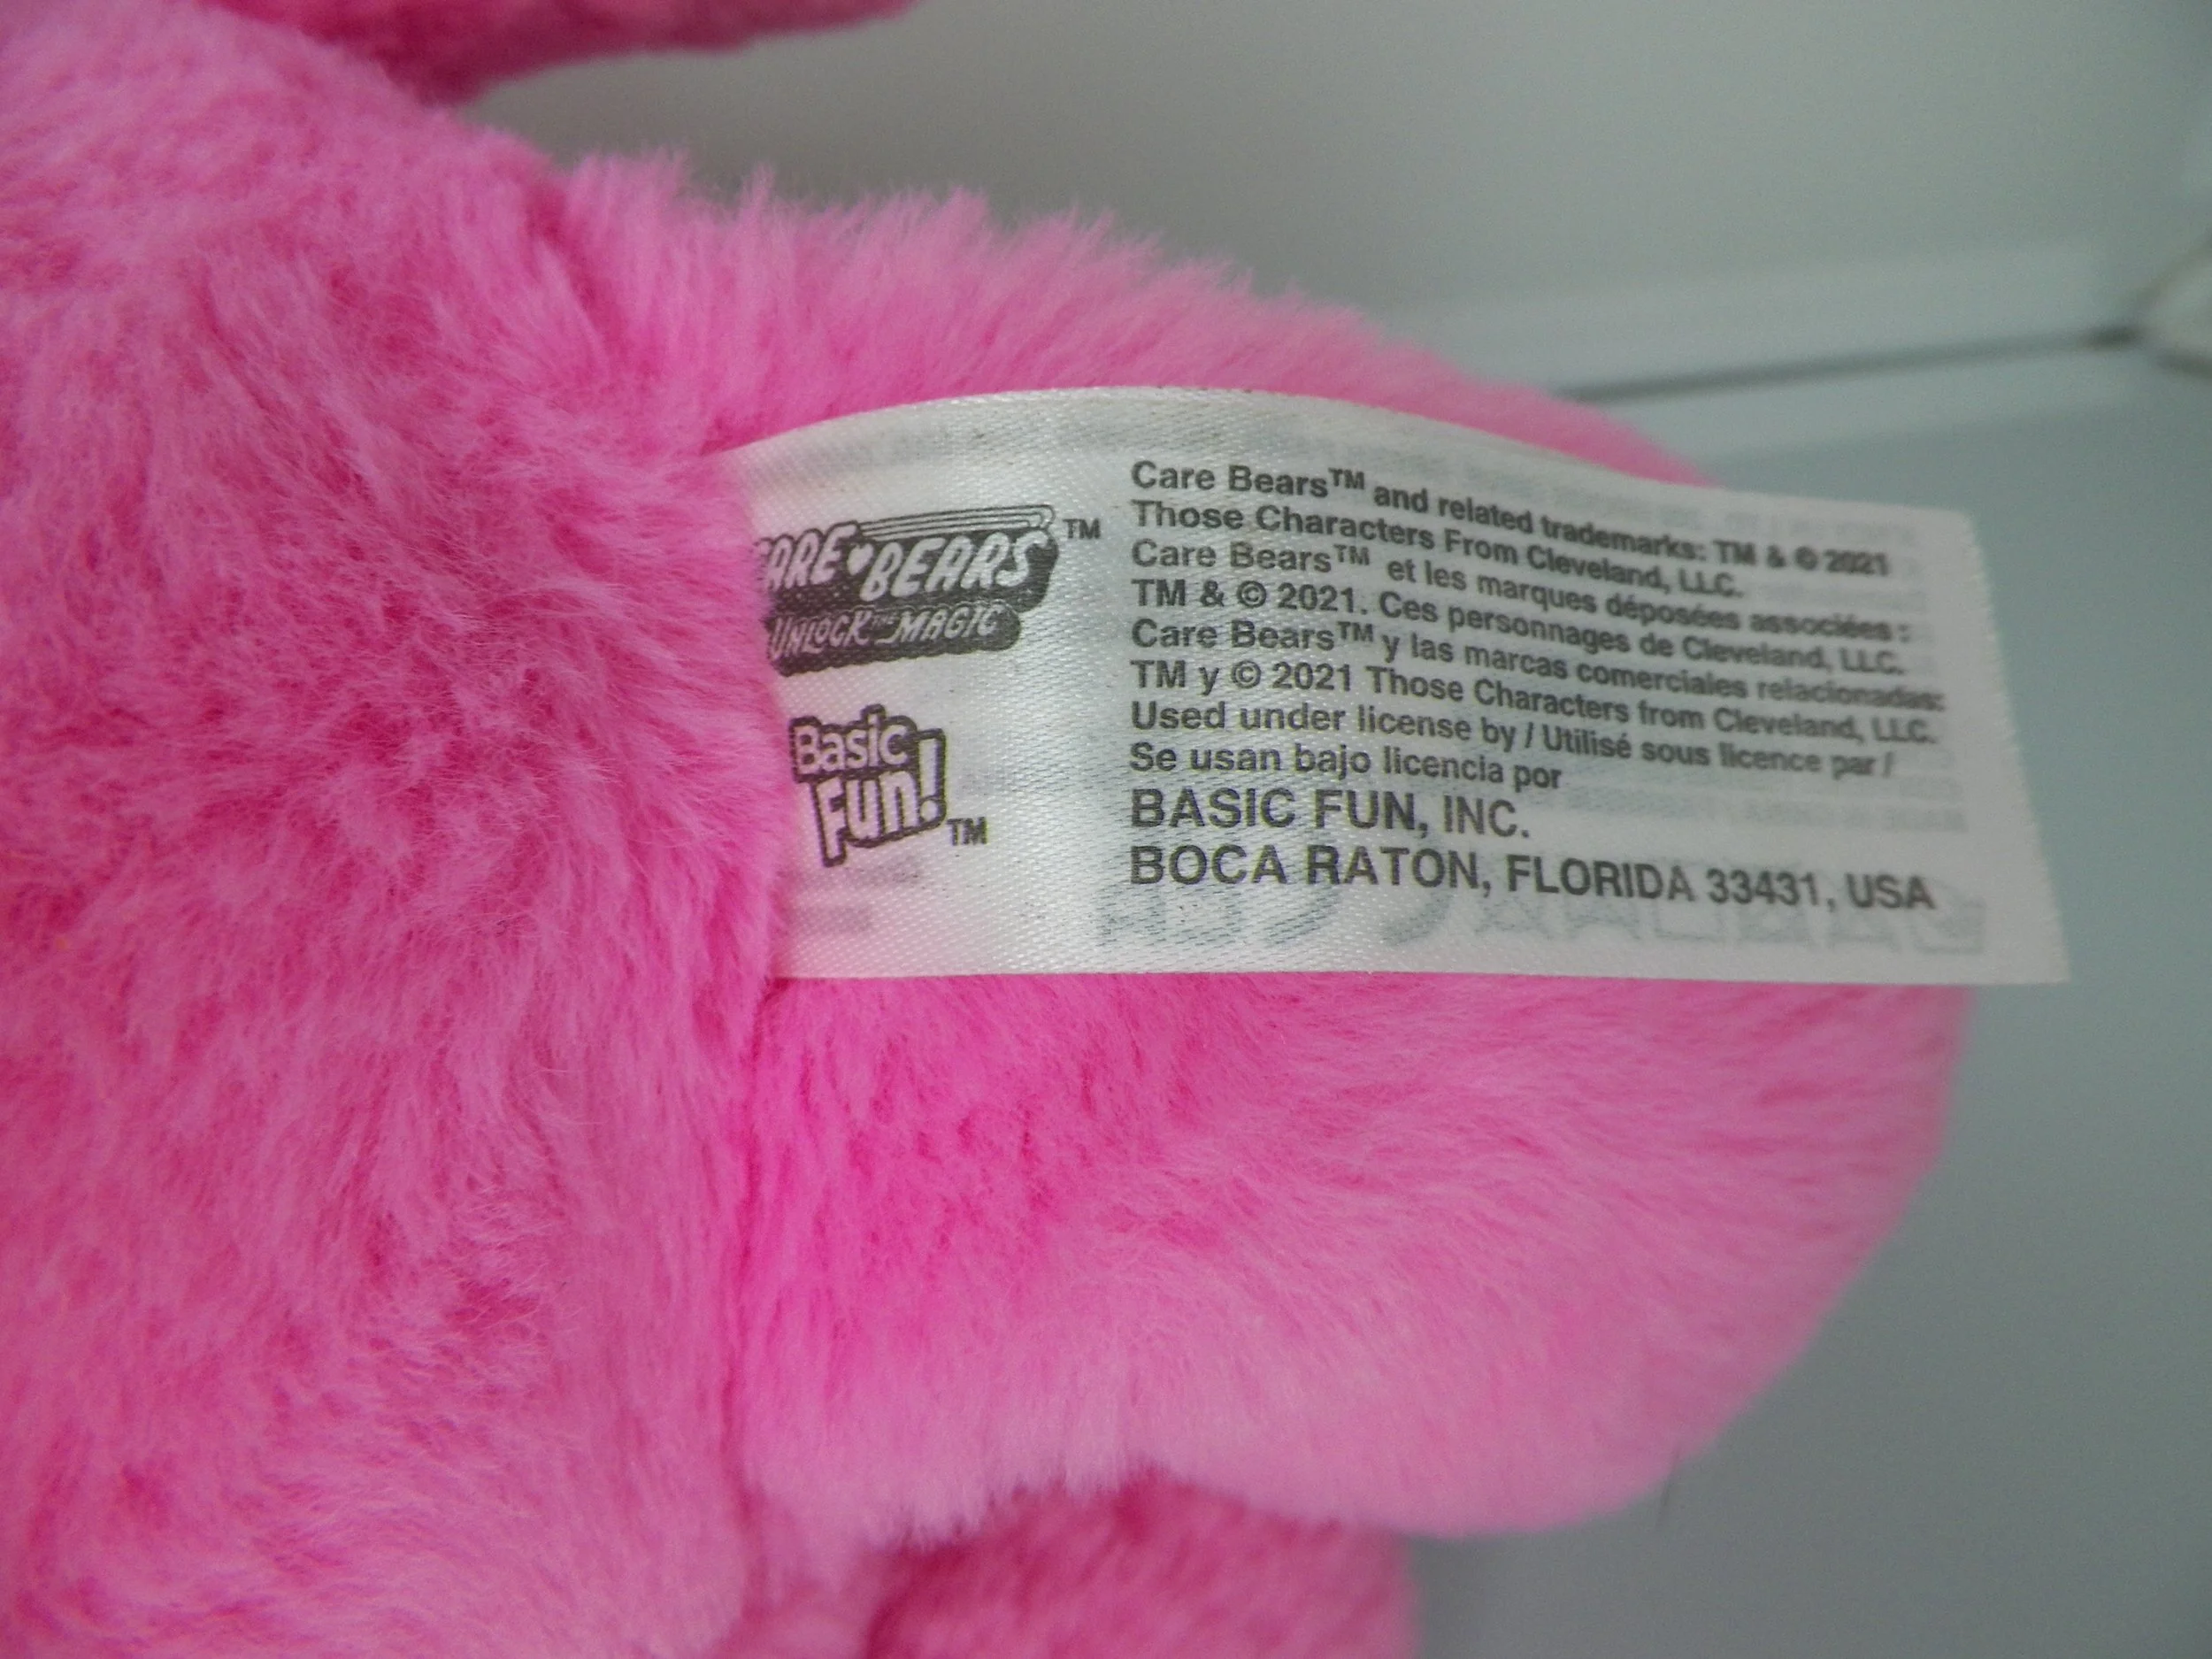 CARE BEARS TM
UNLOCK THE MAGIC
Basic
Fun! TM
Care Bears™ and related trademarks: TM & © 2021
Those Characters From Cleveland, LLC.
Care Bears™ et les marques déposées associées :
TM & © 2021. Ces personnages de Cleveland, LLC.
Care Bears™ y las marcas comerciales relacionadas:
TM y © 2021 Those Characters from Cleveland, LLC.
Used under license by / Utilisé sous licence par /
Se usan bajo licencia por
BASIC FUN, INC.
BOCA RATON, FLORIDA 33431, USA